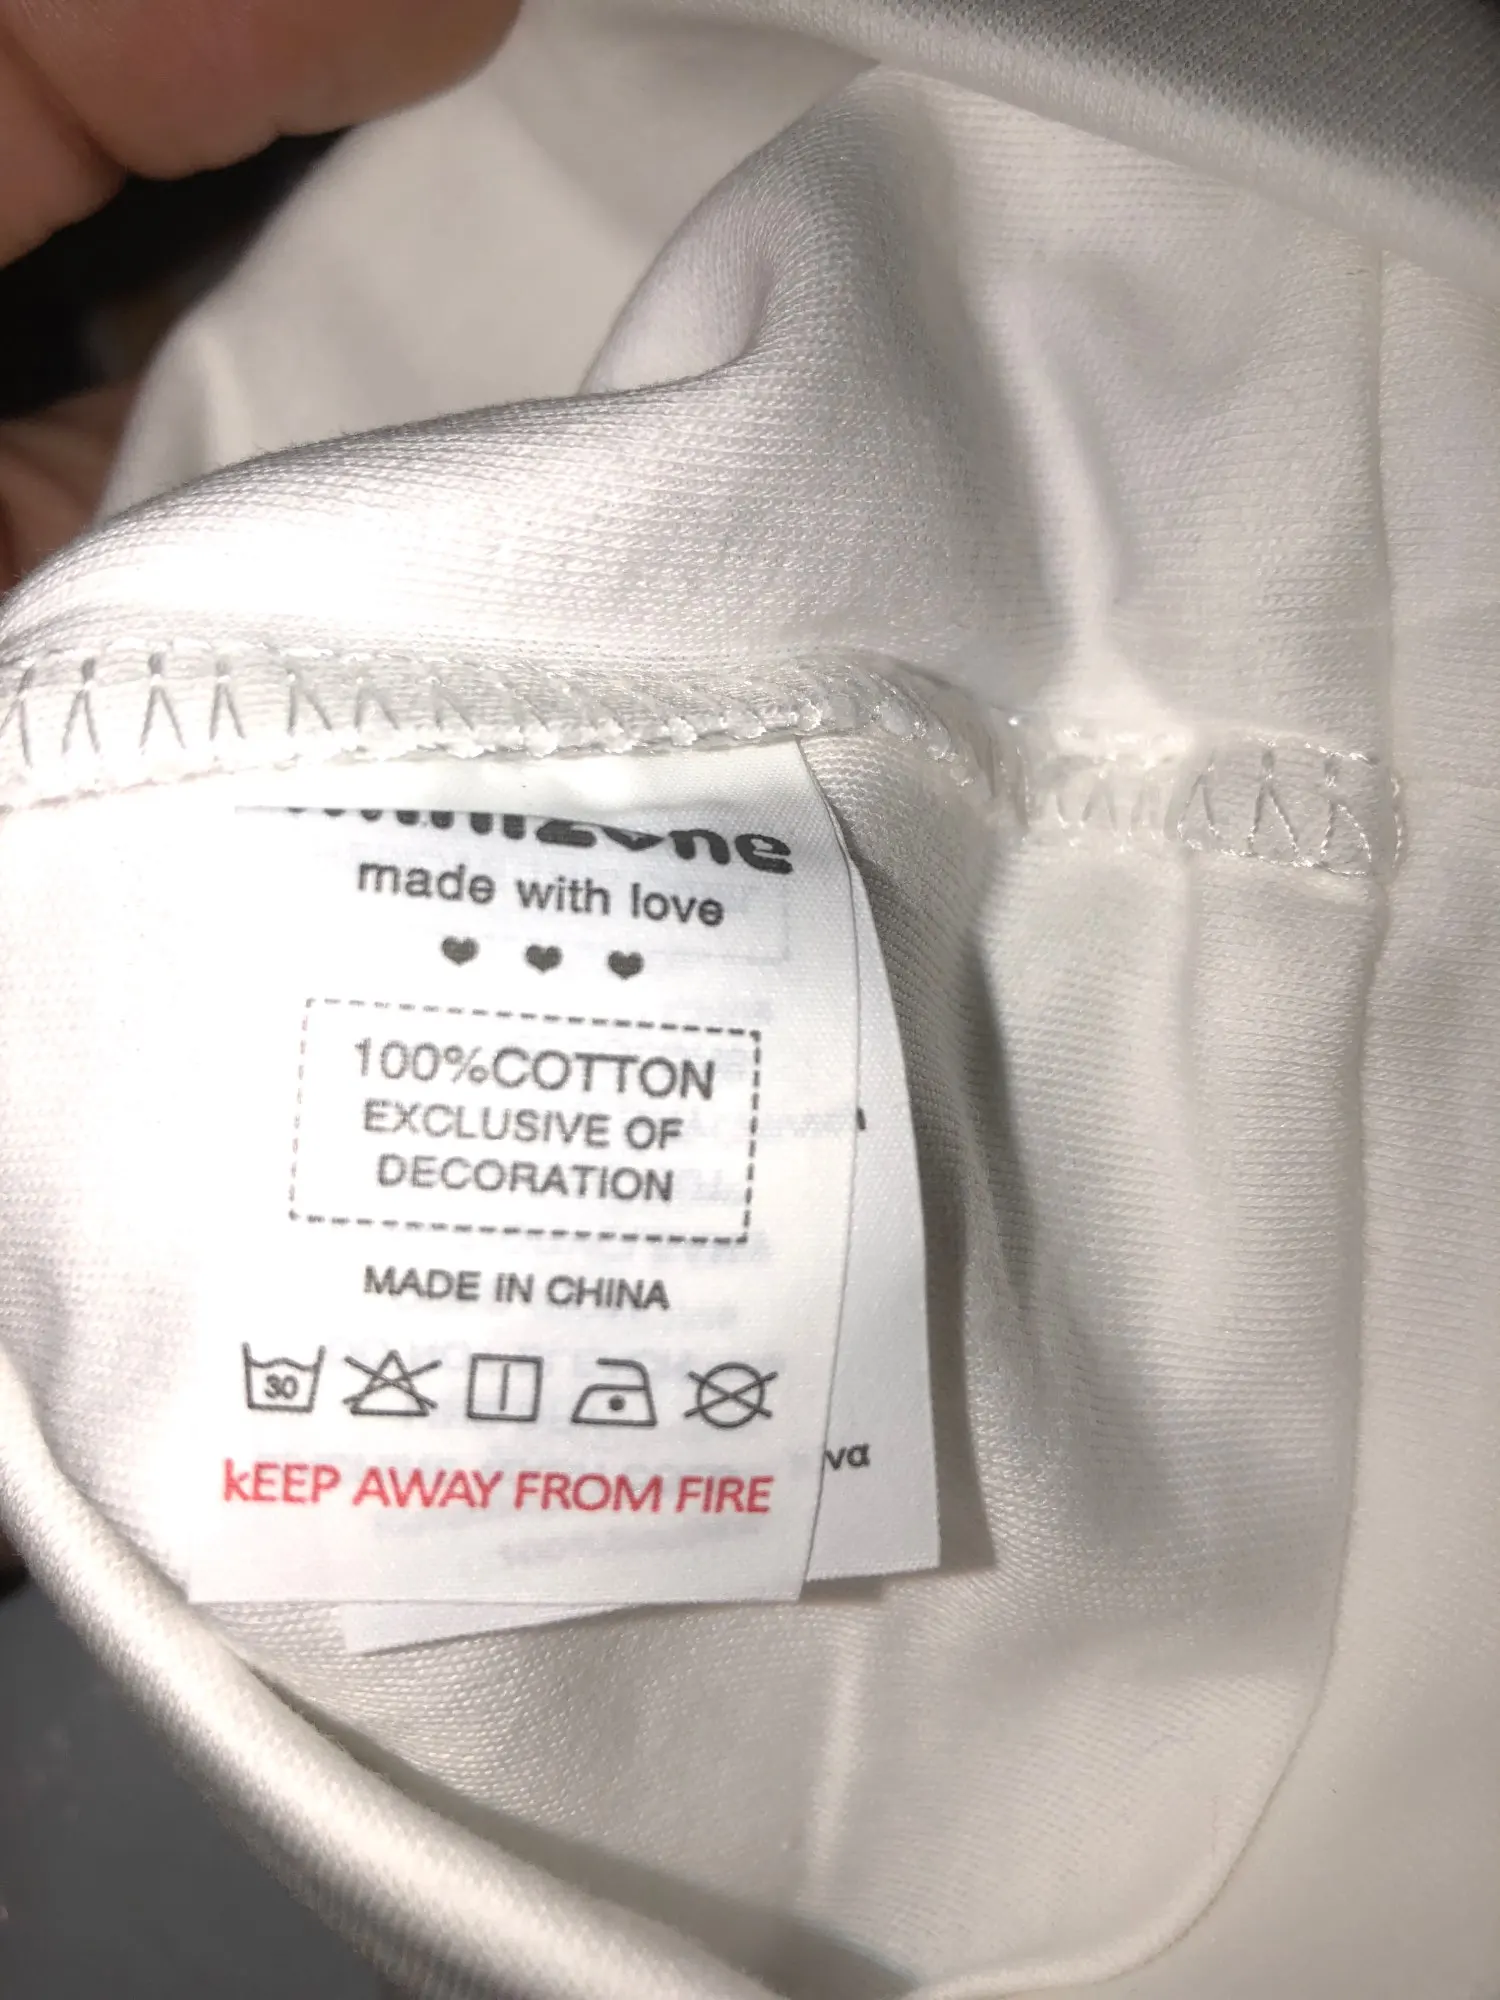 made with love
100%COTTON
EXCLUSIVE OF
DECORATION
MADE IN CHINA
30
kEEP AWAY FROM FIRE